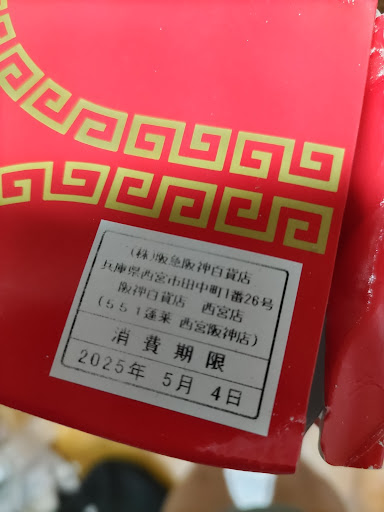 (株)阪急阪神百貨店
兵庫県西宮市田中町1番26号
阪神百貨店 西宮店
(551蓬莱 西宮阪神店)
消費期限
2025年 5月 4日